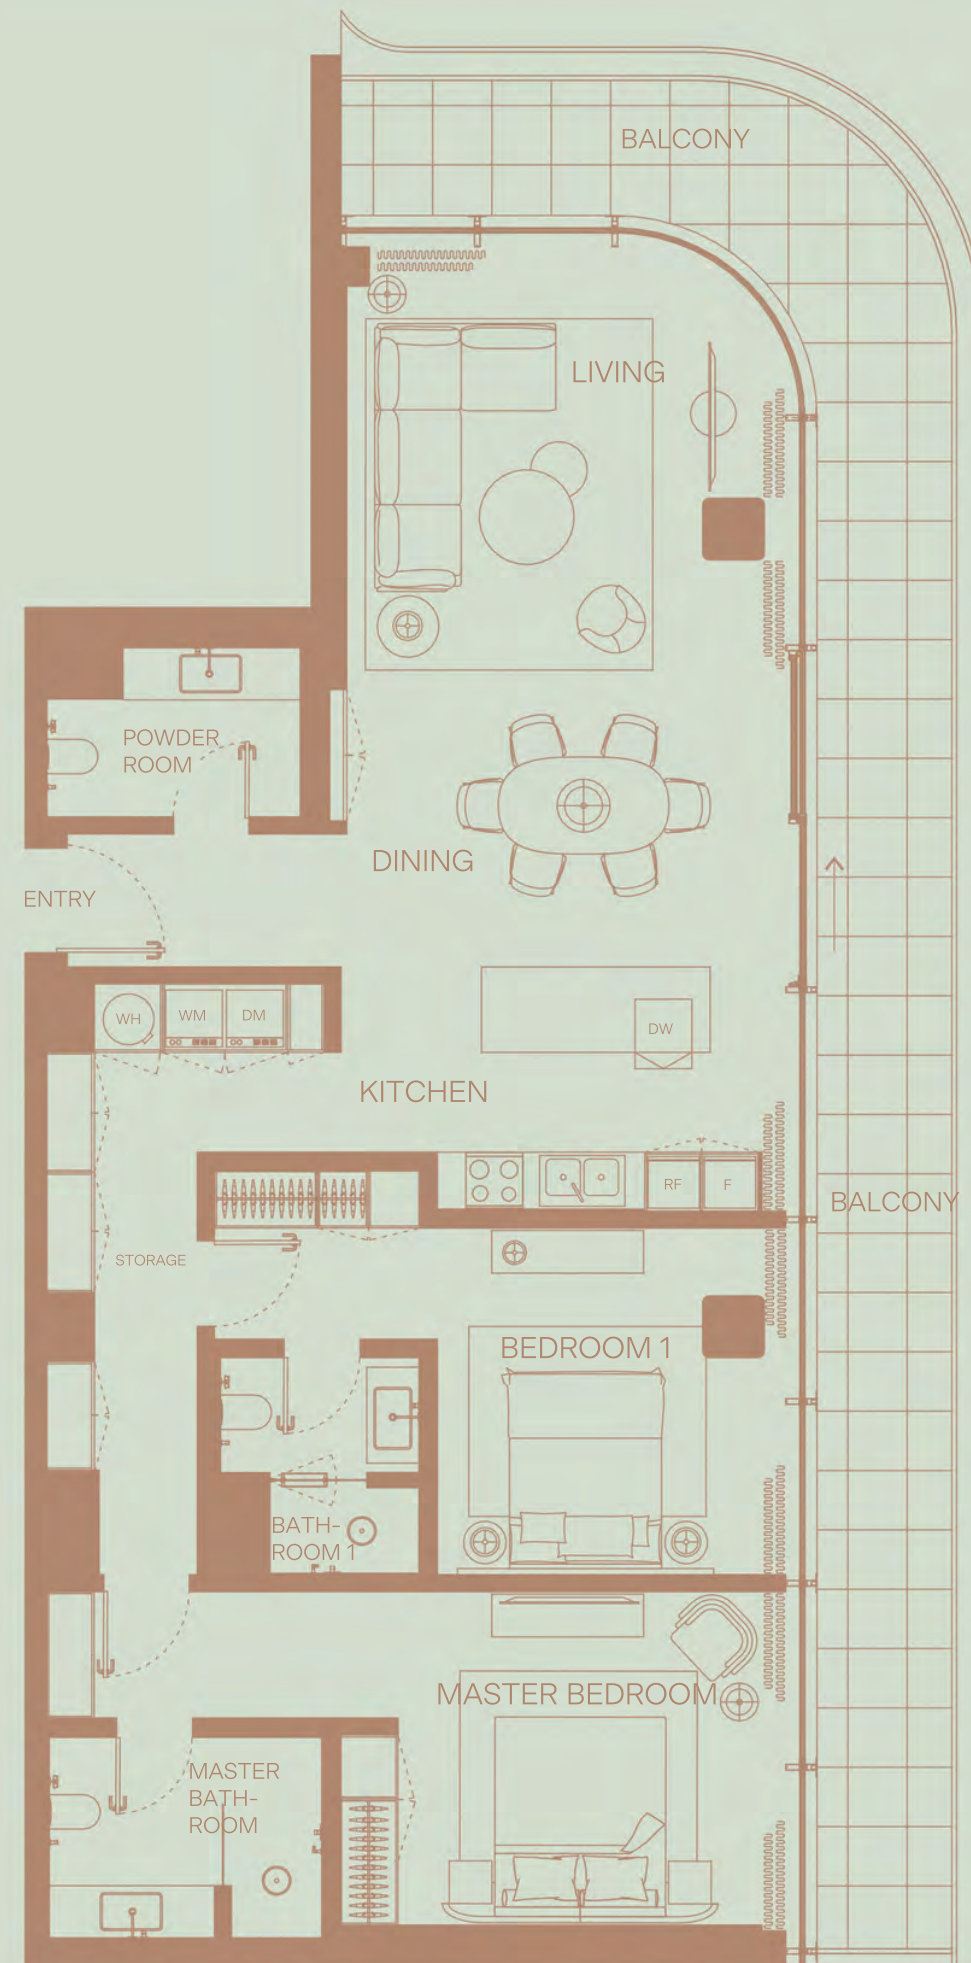 BALCONY
LIVING
POWDER
ROOM
DINING
ENTRY
WH
WM
DM
DW
KITCHEN
RF
F
BALCONY
STORAGE
BEDROOM 1
BATH-
ROOM 1
MASTER BEDROOM
MASTER
BATH-
ROOM